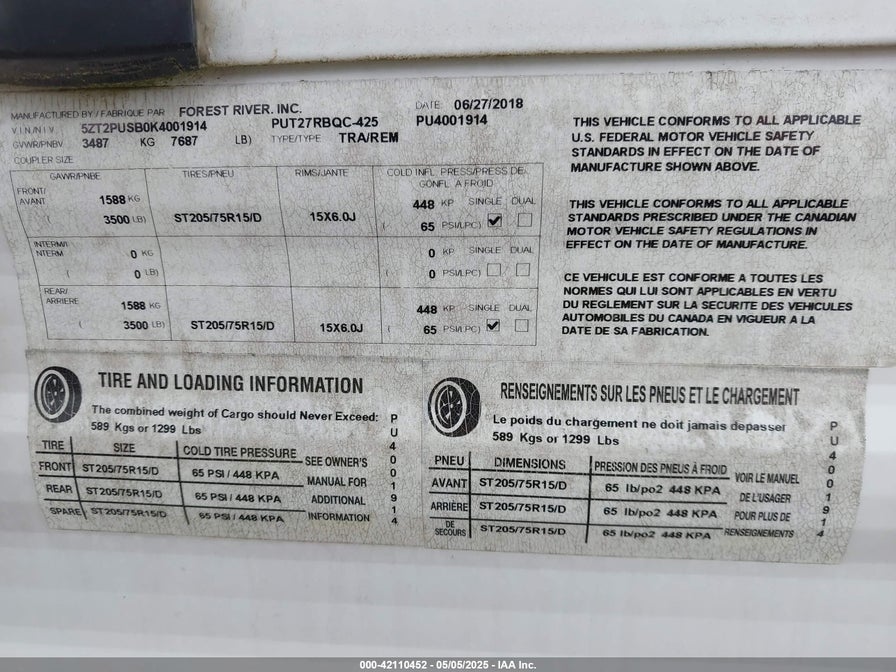 MANUFACTURED BY / FABRIQUE PAR FOREST RIVER, INC. DATE 06/27/2018
V.I.N/N.I.V. 5ZT2PUSB0K4001914 PUT27RBQC-425 PU4001914
GVWR/PNBV 3487 KG 7687 LB) TYPE/TYPE TRA/REM
COUPLER SIZE
GAWR/PNBE TIRES/PNEU RIMS/JANTE COLD INFL. PRESS/PRESS DE GONFL. A FROID
FRONT/ AVANT 1588 KG 448 KP SINGLE DUAL
( 3500 LB) ST205/75R15/D 15X6.0J ( 65 PSI/LPC)
INTERM/I NTERM 0 KG 0 KP SINGLE DUAL
( 0 LB) ( 0 PSI/LPC)
REAR/ ARRIERE 1588 KG 448 KP SINGLE DUAL
( 3500 LB) ST205/75R15/D 15X6.0J ( 65 PSI/LPC)
THIS VEHICLE CONFORMS TO ALL APPLICABLE
U.S. FEDERAL MOTOR VEHICLE SAFETY
STANDARDS IN EFFECT ON THE DATE OF
MANUFACTURE SHOWN ABOVE.
THIS VEHICLE CONFORMS TO ALL APPLICABLE
STANDARDS PRESCRIBED UNDER THE CANADIAN
MOTOR VEHICLE SAFETY REGULATIONS IN
EFFECT ON THE DATE OF MANUFACTURE.
CE VEHICULE EST CONFORME A TOUTES LES
NORMES QUI LUI SONT APPLICABLES EN VERTU
DU REGLEMENT SUR LA SECURITE DES VEHICULES
AUTOMOBILES DU CANADA EN VIGUEUR A LA
DATE DE SA FABRICATION.
TIRE AND LOADING INFORMATION
The combined weight of Cargo should Never Exceed:
589 Kgs or 1299 Lbs
TIRE SIZE COLD TIRE PRESSURE SEE OWNER'S
FRONT ST205/75R15/D 65 PSI / 448 KPA MANUAL FOR
REAR ST205/75R15/D 65 PSI / 448 KPA ADDITIONAL
SPARE ST205/75R15/D 65 PSI / 448 KPA INFORMATION
PU4001914
RENSEIGNEMENTS SUR LES PNEUS ET LE CHARGEMENT
Le poids du chargement ne doit jamais depasser
589 Kgs or 1299 Lbs
PNEU DIMENSIONS PRESSION DES PNEUS À FROID VOIR LE MANUEL
AVANT ST205/75R15/D 65 lb/po2 448 KPA DE L'USAGER
ARRIÈRE ST205/75R15/D 65 lb/po2 448 KPA POUR PLUS DE
DE SECOURS ST205/75R15/D 65 lb/po2 448 KPA RENSEIGNEMENTS
PU4001914
000-42110452 — 05/05/2025 — IAA Inc.